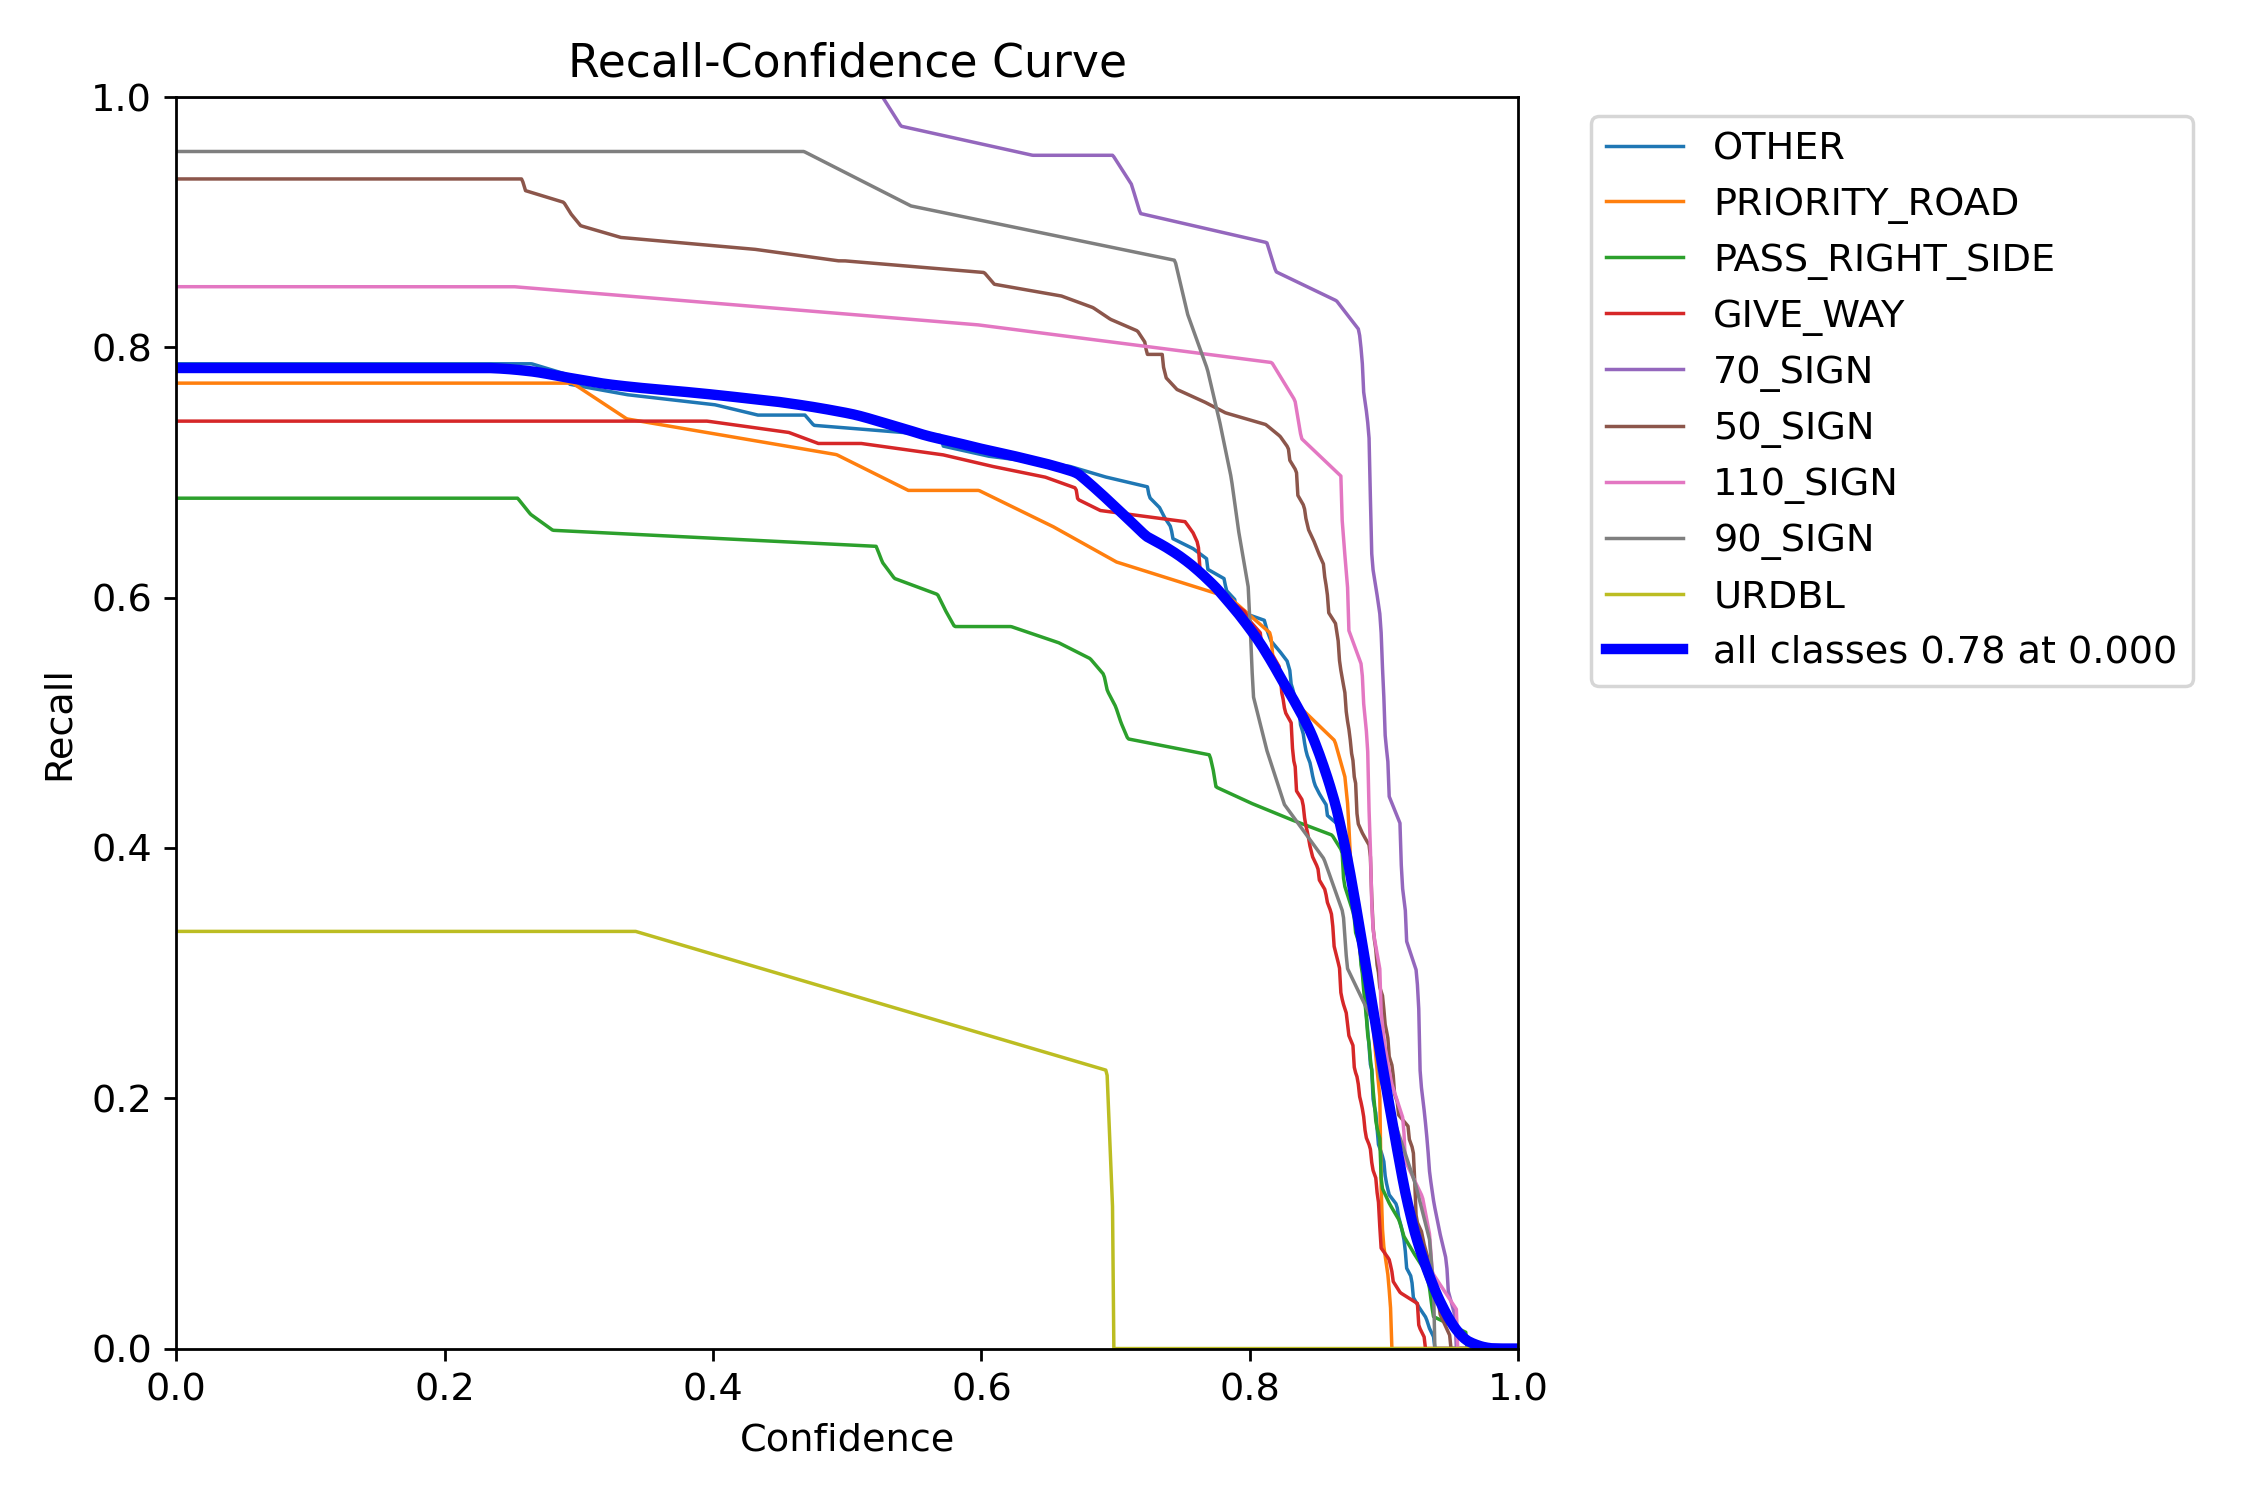 Recall-Confidence Curve
1.0
0.8
0.6
0.4
0.2
0.0
Recall
0.0 0.2 0.4 0.6 0.8 1.0
Confidence
OTHER
PRIORITY_ROAD
PASS_RIGHT_SIDE
GIVE_WAY
70_SIGN
50_SIGN
110_SIGN
90_SIGN
URDBL
all classes 0.78 at 0.000